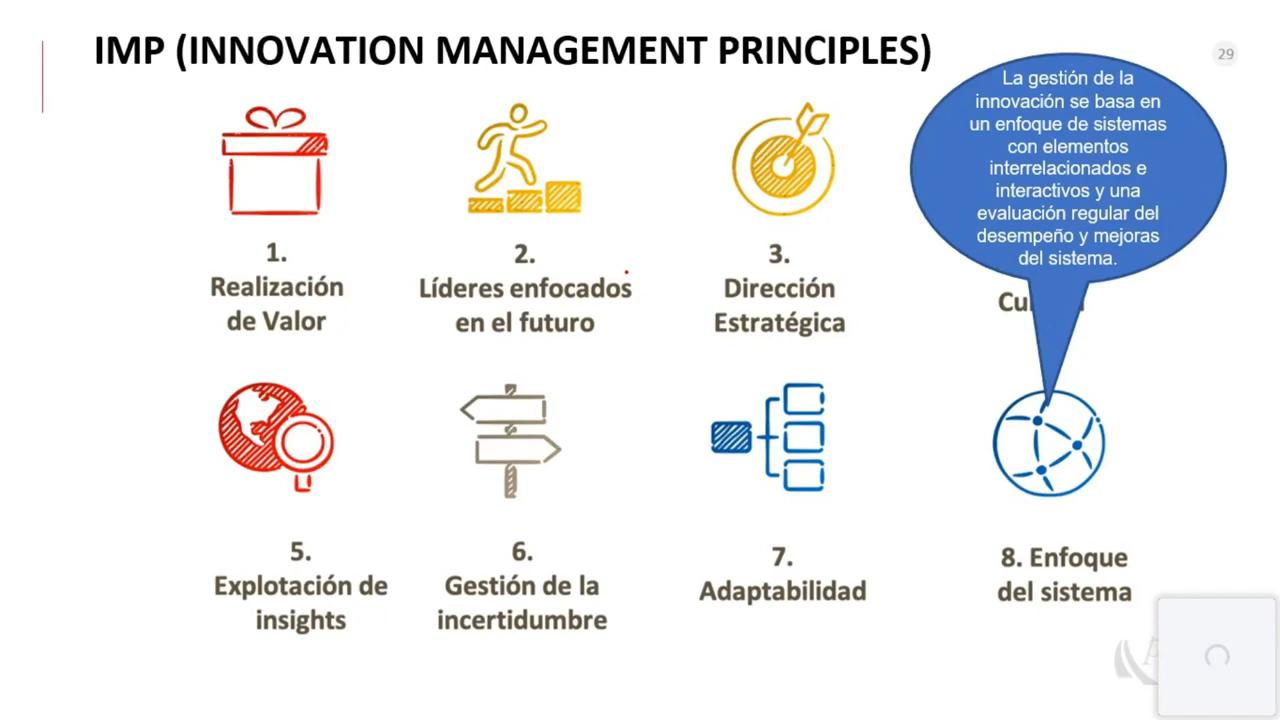 IMP (INNOVATION MANAGEMENT PRINCIPLES)
29
La gestión de la
innovación se basa en
un enfoque de sistemas
con elementos
interrelacionados e
interactivos y una
evaluación regular del
desempeño y mejoras
del sistema.
1.
Realización
de Valor
2.
Líderes enfocados
en el futuro
3.
Dirección
Estratégica
5.
Explotación de
insights
6.
Gestión de la
incertidumbre
7.
Adaptabilidad
8. Enfoque
del sistema